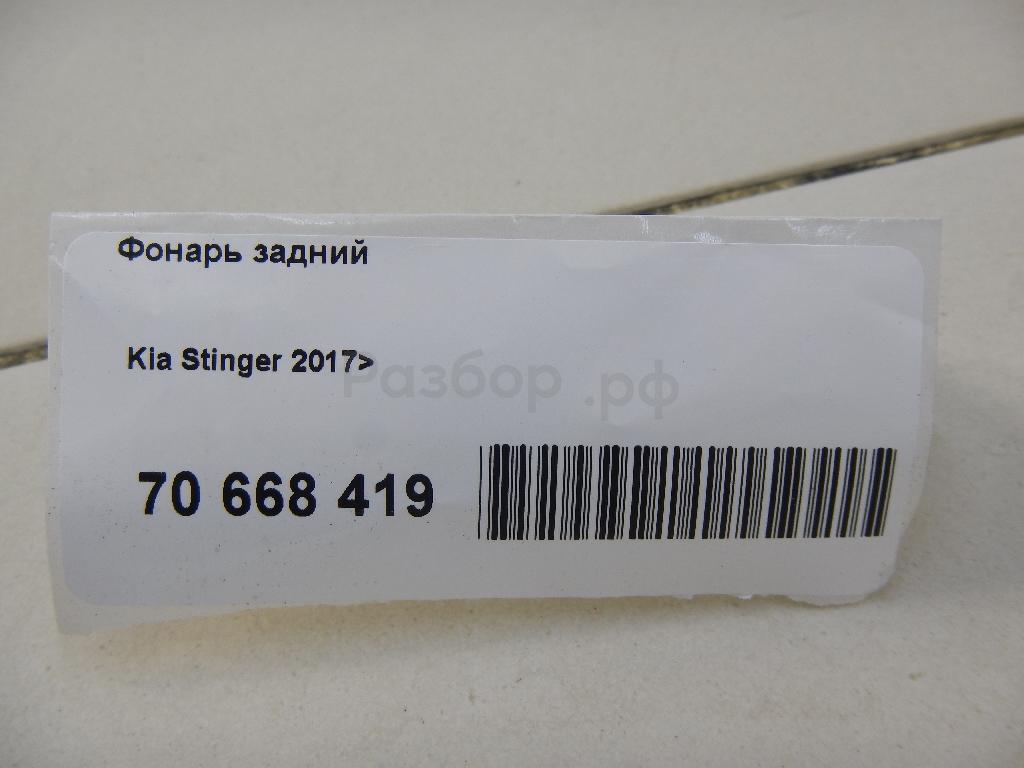 Фонарь задний
Kia Stinger 2017>
Разбор.рф
70 668 419